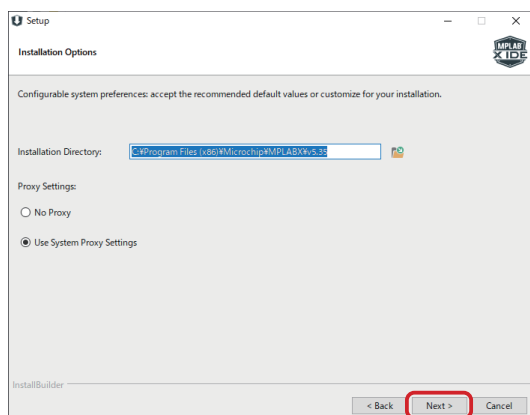 Setup
Installation Options
MPLAB
X IDE
Configurable system preferences: accept the recommended default values or customize for your installation.
Installation Directory: C:¥Program Files (x86)¥Microchip¥MPLABX¥v5.35
Proxy Settings:
No Proxy
Use System Proxy Settings
InstallBuilder
< Back Next > Cancel